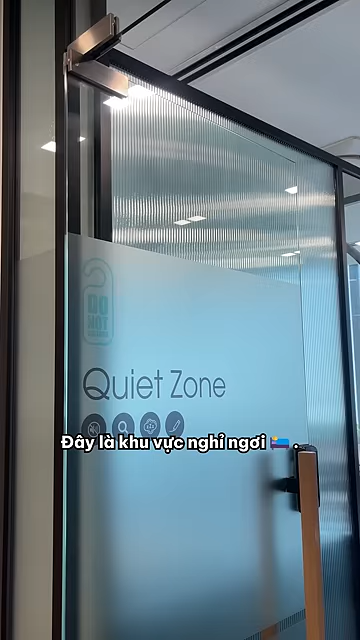 DO
NOT
Quiet Zone
Đây là khu vực nghỉ ngơi 🛌 .